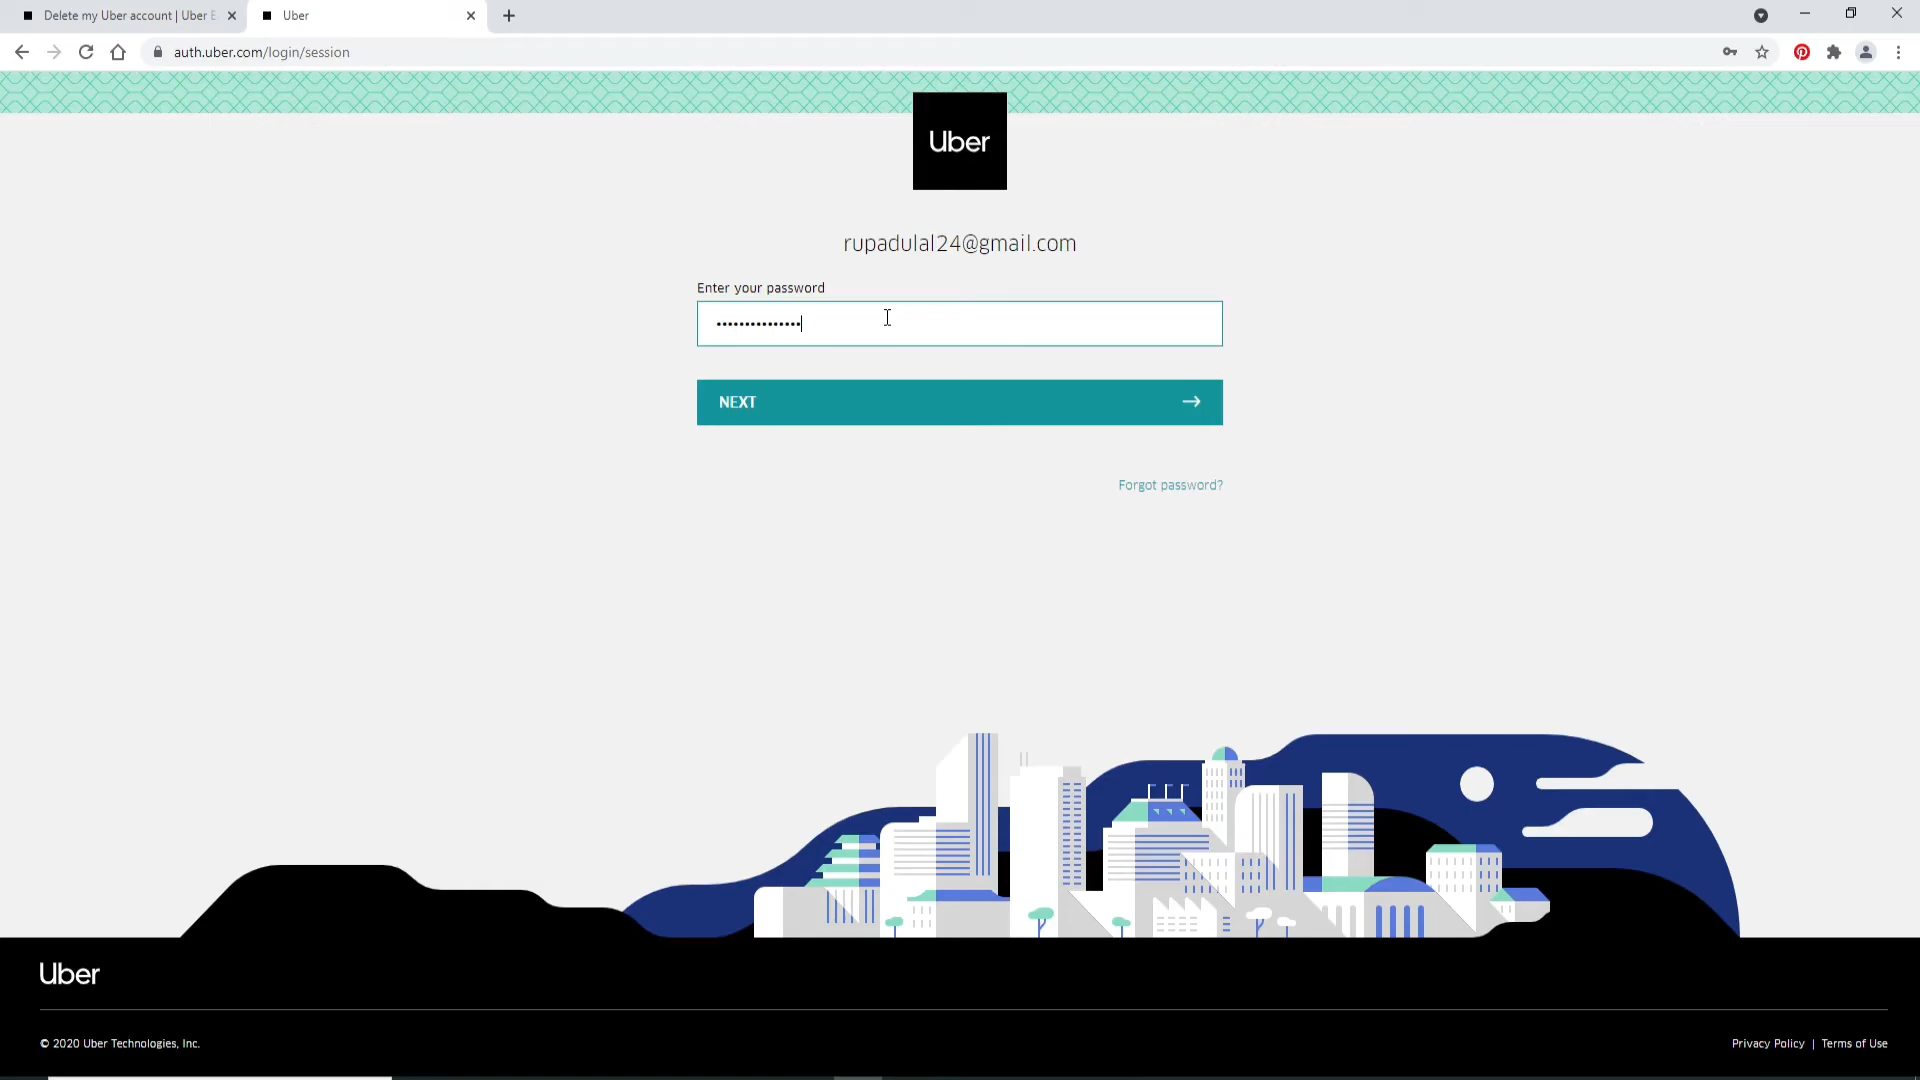 Delete my Uber account | Uber E
Uber
auth.uber.com/login/session
Uber
rupadulal24@gmail.com
Enter your password
•••••••••••••••
NEXT
Forgot password?
Uber
© 2020 Uber Technologies, Inc.
Privacy Policy | Terms of Use